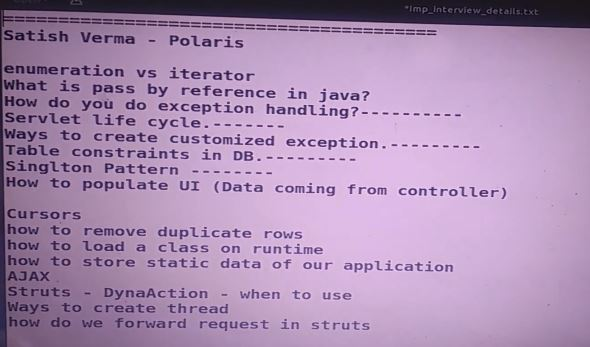 *imp_interview_details.txt
==========================================
Satish Verma - Polaris
enumeration vs iterator
What is pass by reference in java?
How do you do exception handling?----------
Servlet life cycle.-------
Ways to create customized exception.---------
Table constraints in DB.---------
Singlton Pattern --------
How to populate UI (Data coming from controller)
Cursors
how to remove duplicate rows
how to load a class on runtime
how to store static data of our application
AJAX
Struts - DynaAction - when to use
Ways to create thread
how do we forward request in struts